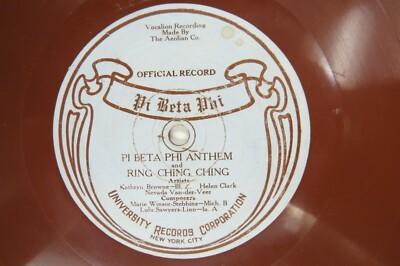 Vocalion Recording
Made By
The Aeolian Co.
OFFICIAL RECORD
Pi Beta Phi
PI BETA PHI ANTHEM
and
RING CHING CHING
Artists
Kathryn Browne—Ill. Helen Clark
Nevada Van-der-Veer
Composers
Marie Winsor-Stebbins—Mich. B
Lulu Sawyers-Linn—Ia. A
UNIVERSITY RECORDS CORPORATION
NEW YORK CITY